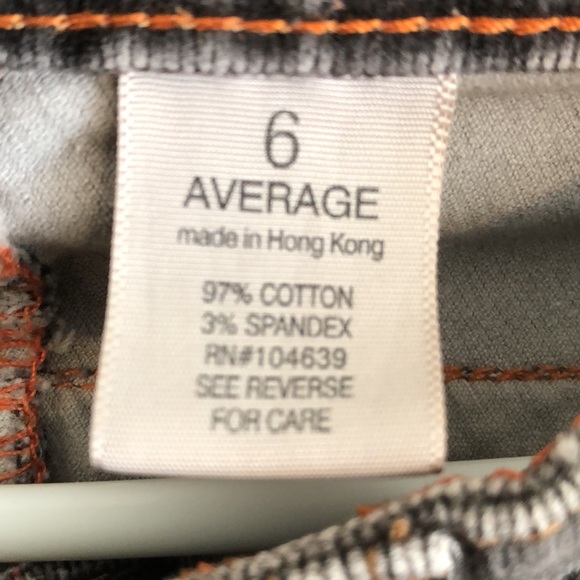 6
AVERAGE
made in Hong Kong
97% COTTON
3% SPANDEX
RN#104639
SEE REVERSE
FOR CARE